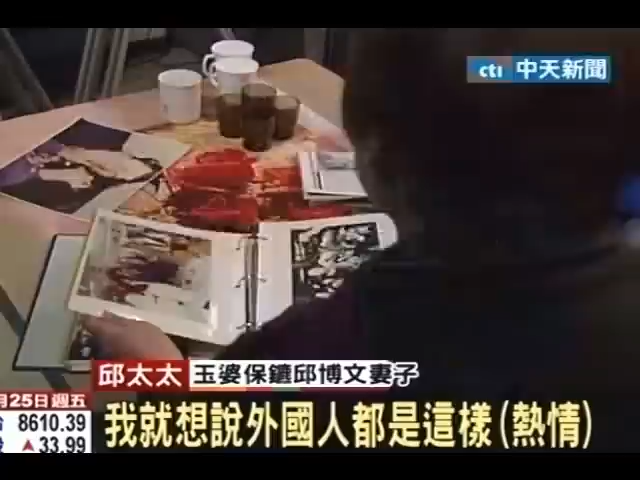 cti 中天新聞
邱太太 玉婆保鑣邱博文妻子
月25日週五
8610.39
▲33.99
我就想說外國人都是這樣(熱情)